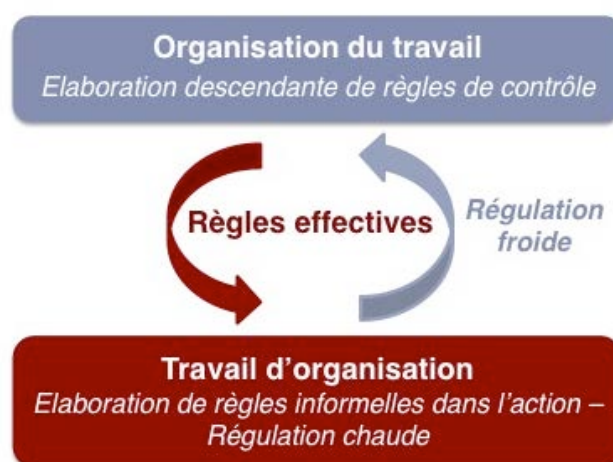 Organisation du travail
Elaboration descendante de règles de contrôle
Règles effectives
Régulation
froide
Travail d’organisation
Elaboration de règles informelles dans l’action –
Régulation chaude